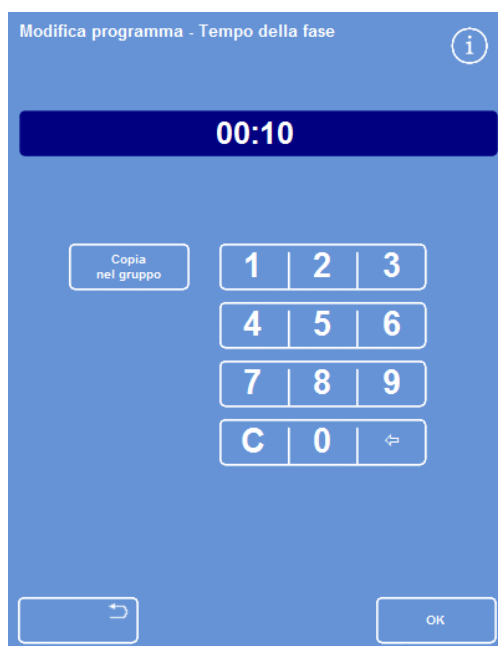 Modifica programma - Tempo della fase
i
00:10
Copia
nel gruppo
1 2 3
4 5 6
7 8 9
C 0
OK